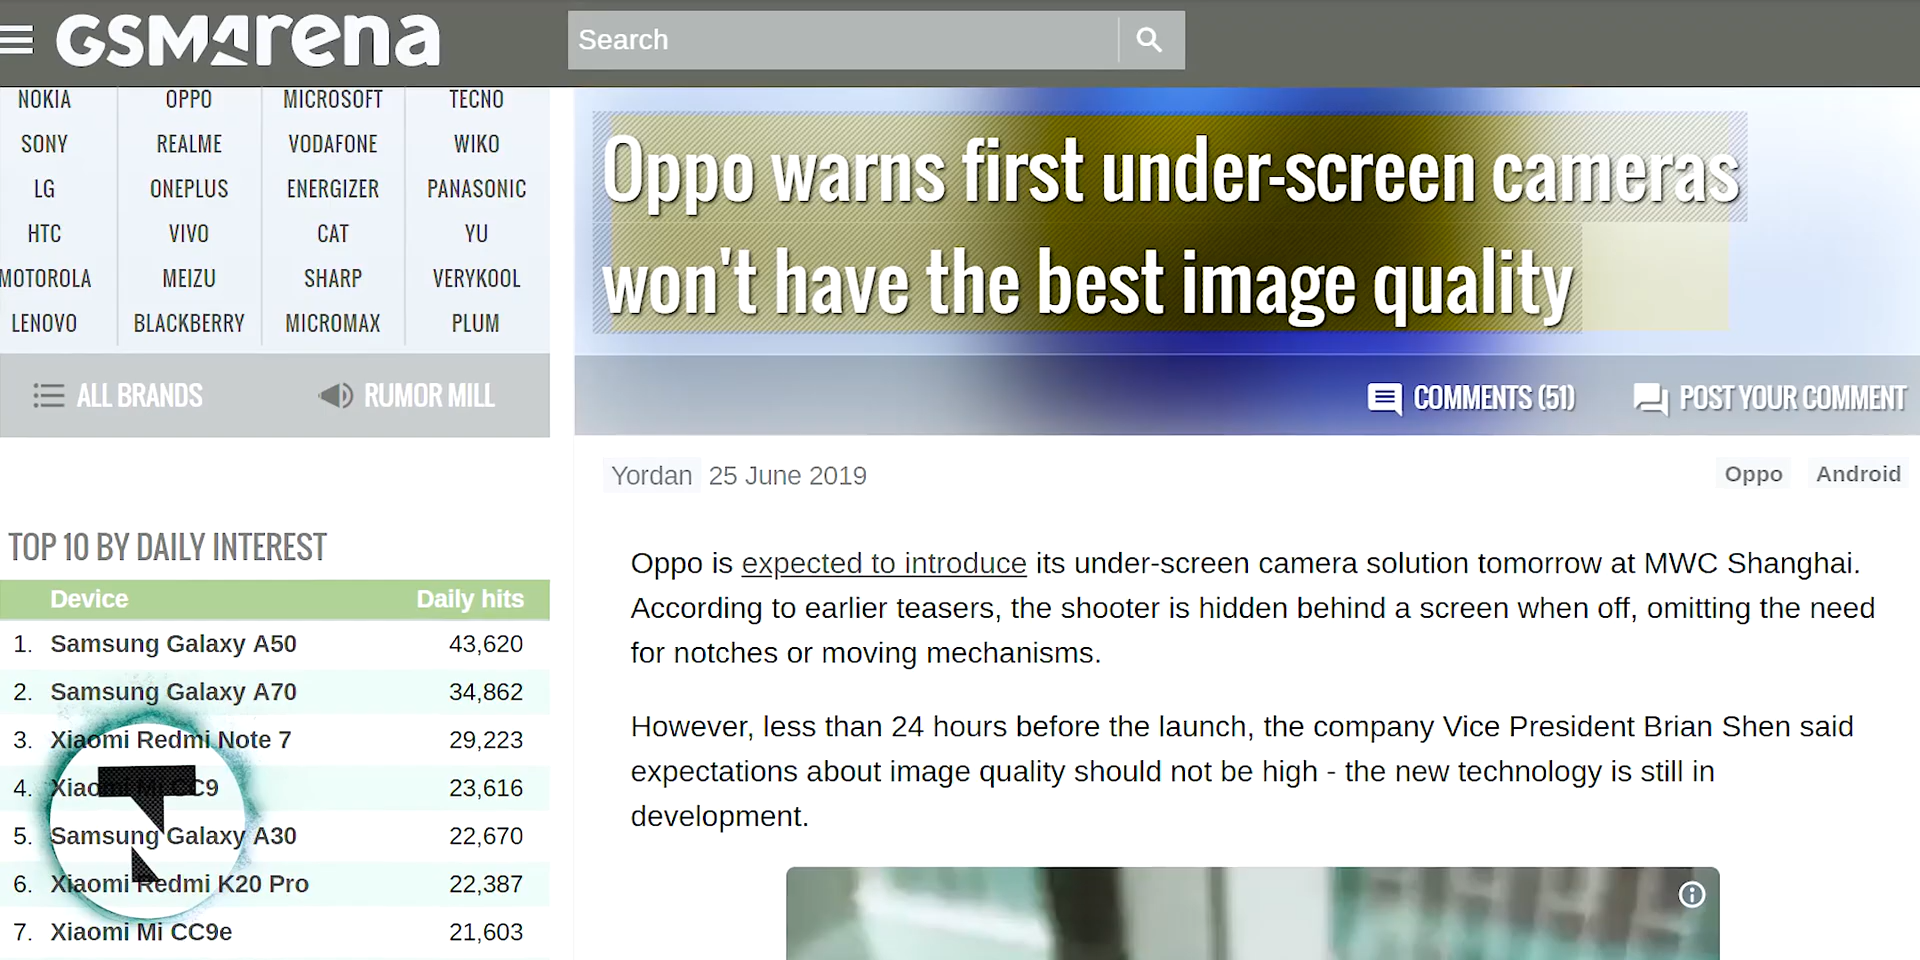 GSMArena
Search
NOKIA OPPO MICROSOFT TECNO
SONY REALME VODAFONE WIKO
LG ONEPLUS ENERGIZER PANASONIC
HTC VIVO CAT YU
MOTOROLA MEIZU SHARP VERYKOOL
LENOVO BLACKBERRY MICROMAX PLUM
ALL BRANDS RUMOR MILL
TOP 10 BY DAILY INTEREST
Device Daily hits
1. Samsung Galaxy A50 43,620
2. Samsung Galaxy A70 34,862
3. Xiaomi Redmi Note 7 29,223
4. Xiaomi Mi CC9 23,616
5. Samsung Galaxy A30 22,670
6. Xiaomi Redmi K20 Pro 22,387
7. Xiaomi Mi CC9e 21,603
Oppo warns first under-screen cameras
won't have the best image quality
COMMENTS (51) POST YOUR COMMENT
Yordan 25 June 2019
Oppo Android
Oppo is expected to introduce its under-screen camera solution tomorrow at MWC Shanghai.
According to earlier teasers, the shooter is hidden behind a screen when off, omitting the need
for notches or moving mechanisms.
However, less than 24 hours before the launch, the company Vice President Brian Shen said
expectations about image quality should not be high - the new technology is still in
development.